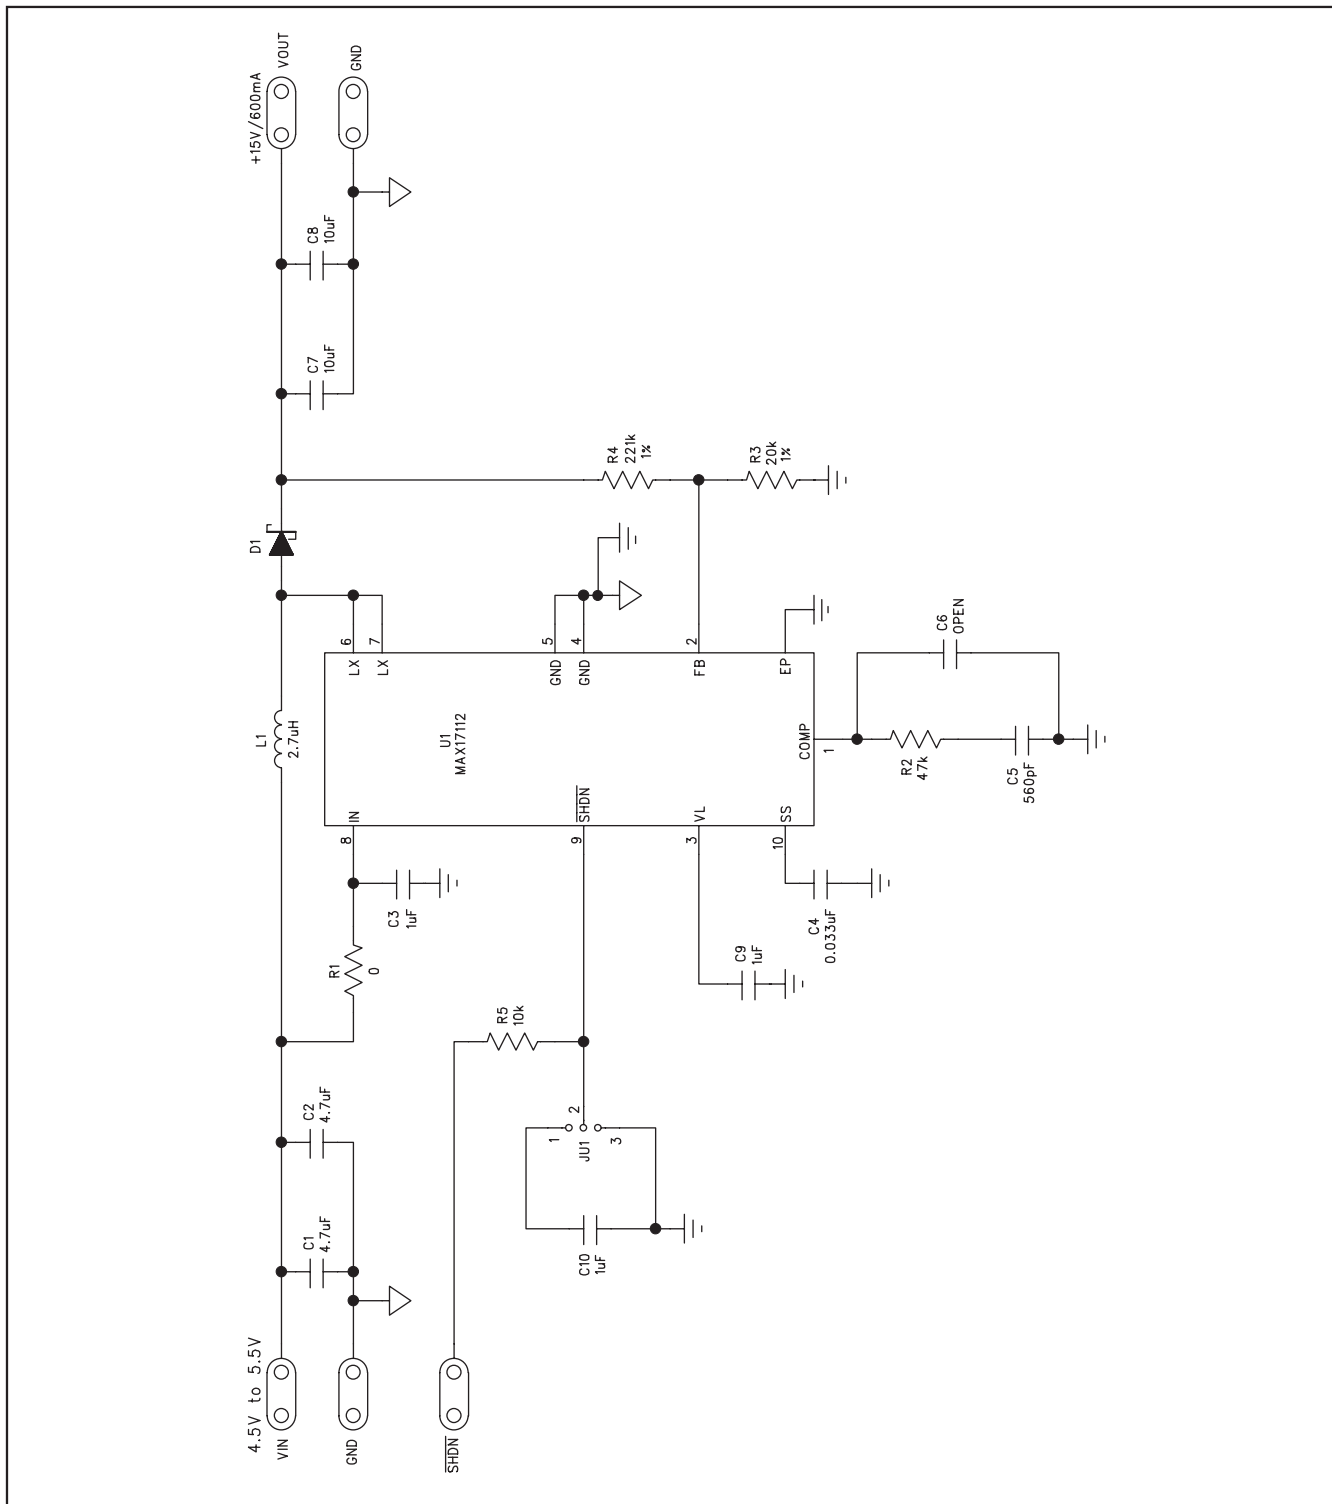 4.5V to 5.5V
VIN
GND
SHDN
C1
4.7uF
C2
4.7uF
R1
0
C3
1uF
L1
2.7uH
D1
C7
10uF
C8
10uF
+15V/600mA
VOUT
GND
R5
10k
JU1
1
2
3
C10
1uF
C9
1uF
C4
0.033uF
U1
MAX17112
8
IN
9
SHDN
3
VL
10
SS
6
LX
7
LX
5
GND
4
GND
2
FB
EP
COMP
1
R4
221k
1%
R3
20k
1%
R2
47k
C5
560pF
C6
OPEN